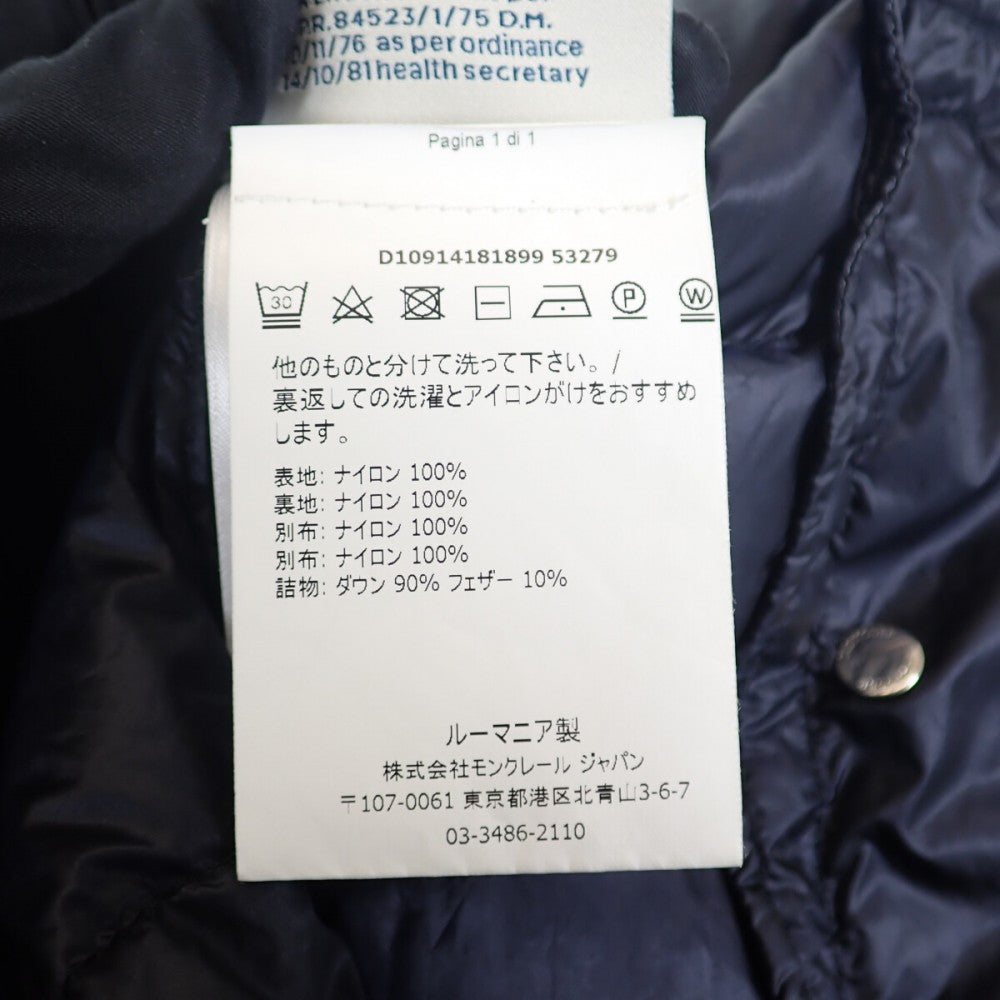 84523/1/75 D.M.
/11/76 as per ordinance
14/10/81 health secretary
Pagina 1 di 1
D10914181899 53279
30 P W
他のものと分けて洗って下さい。/
裏返しての洗濯とアイロンがけをおすすめ
します。
表地: ナイロン 100%
裏地: ナイロン 100%
別布: ナイロン 100%
別布: ナイロン 100%
詰物: ダウン 90% フェザー 10%
ルーマニア製
株式会社モンクレール ジャパン
〒107-0061 東京都港区北青山3-6-7
03-3486-2110